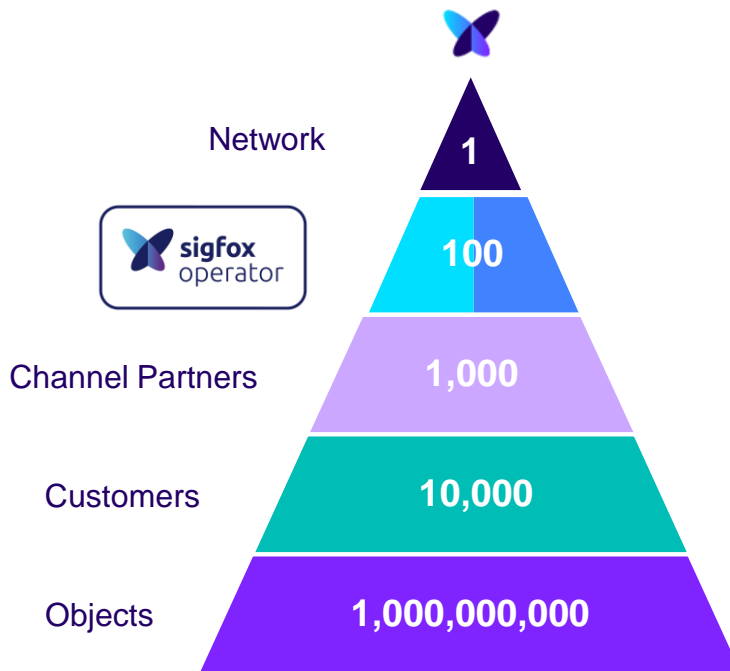 Network
1
sigfox
operator
100
Channel Partners
1,000
Customers
10,000
Objects
1,000,000,000